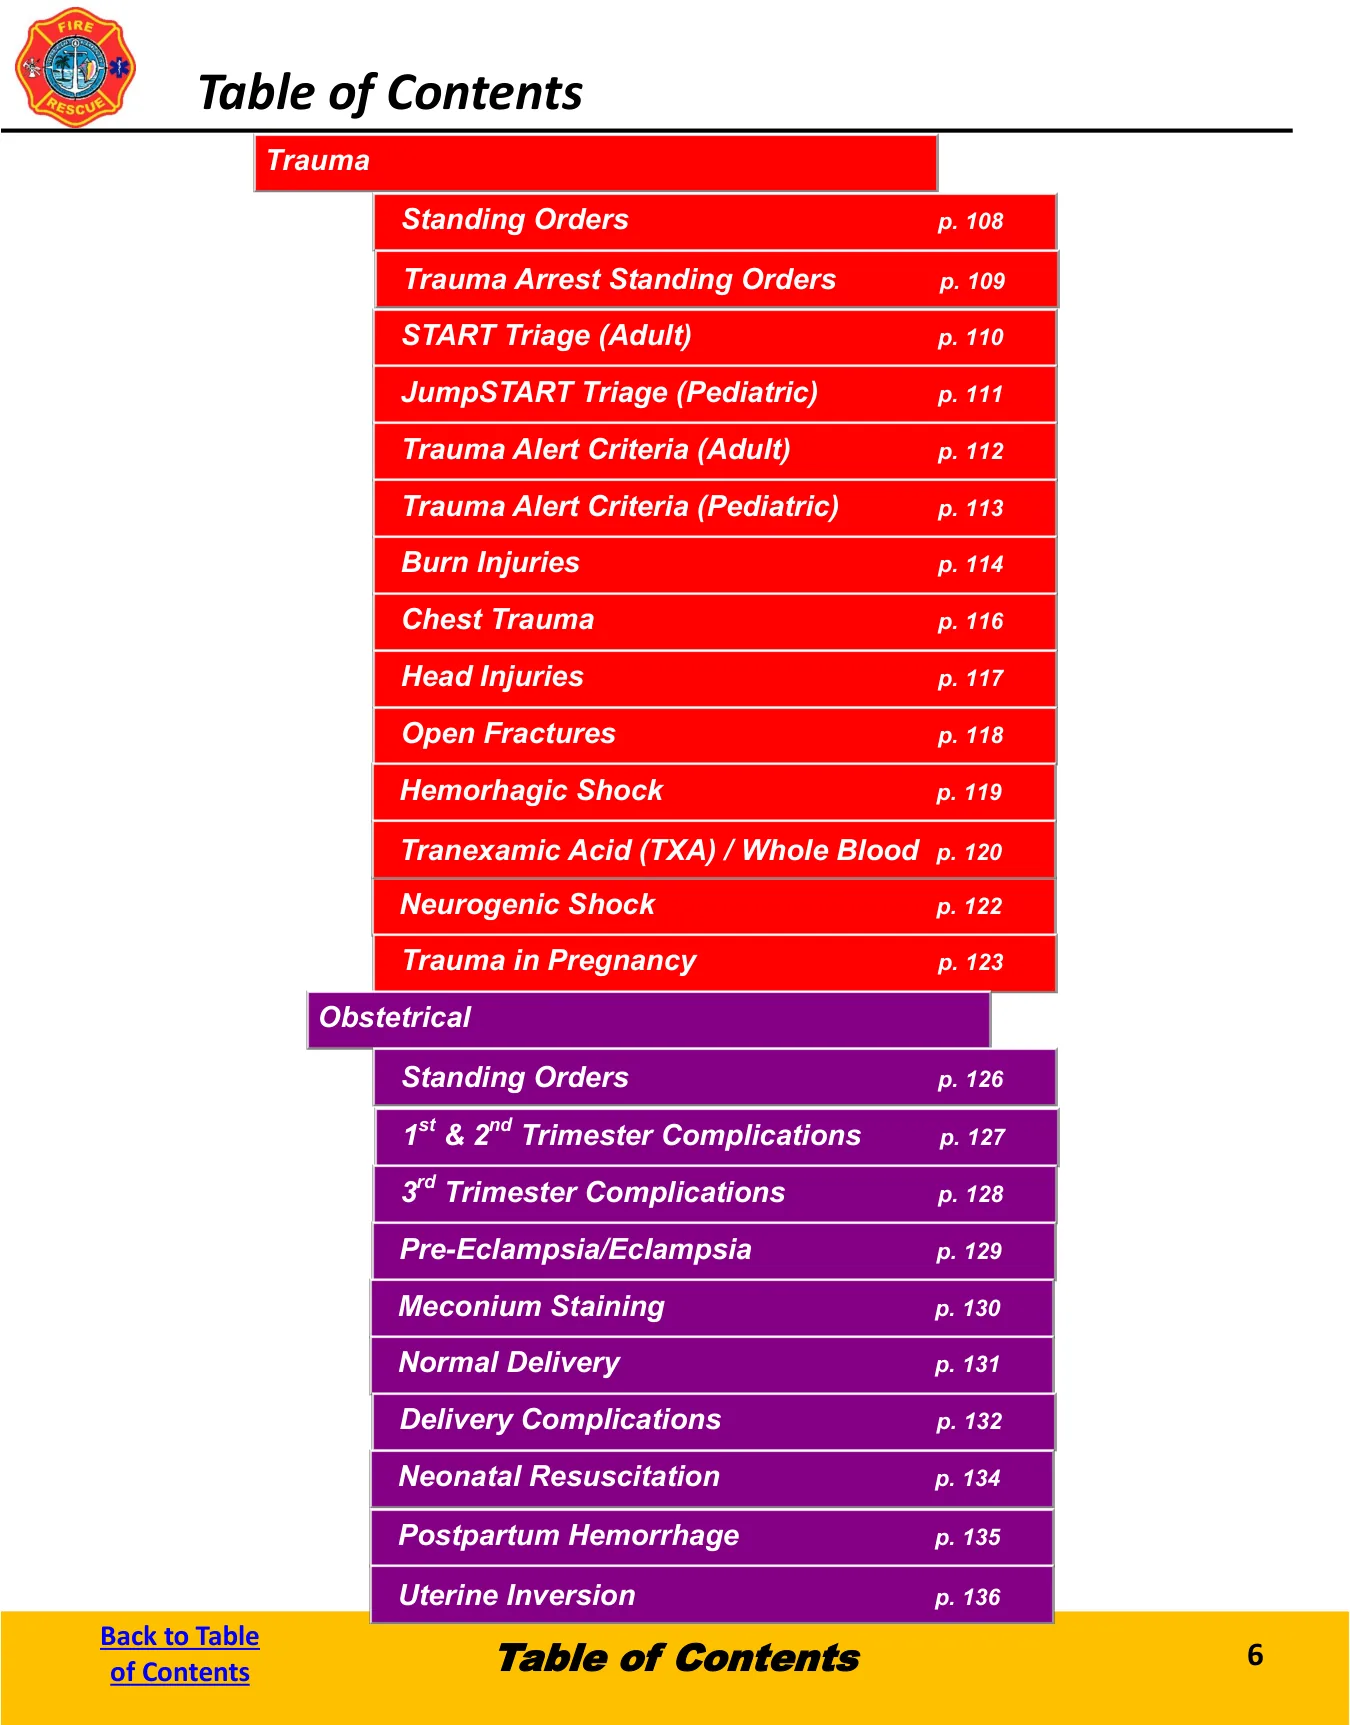 FIRE
RESCUE
Table of Contents
Trauma
Standing Orders p. 108
Trauma Arrest Standing Orders p. 109
START Triage (Adult) p. 110
JumpSTART Triage (Pediatric) p. 111
Trauma Alert Criteria (Adult) p. 112
Trauma Alert Criteria (Pediatric) p. 113
Burn Injuries p. 114
Chest Trauma p. 116
Head Injuries p. 117
Open Fractures p. 118
Hemorhagic Shock p. 119
Tranexamic Acid (TXA) / Whole Blood p. 120
Neurogenic Shock p. 122
Trauma in Pregnancy p. 123
Obstetrical
Standing Orders p. 126
1st & 2nd Trimester Complications p. 127
3rd Trimester Complications p. 128
Pre-Eclampsia/Eclampsia p. 129
Meconium Staining p. 130
Normal Delivery p. 131
Delivery Complications p. 132
Neonatal Resuscitation p. 134
Postpartum Hemorrhage p. 135
Uterine Inversion p. 136
Back to Table
of Contents
Table of Contents
6